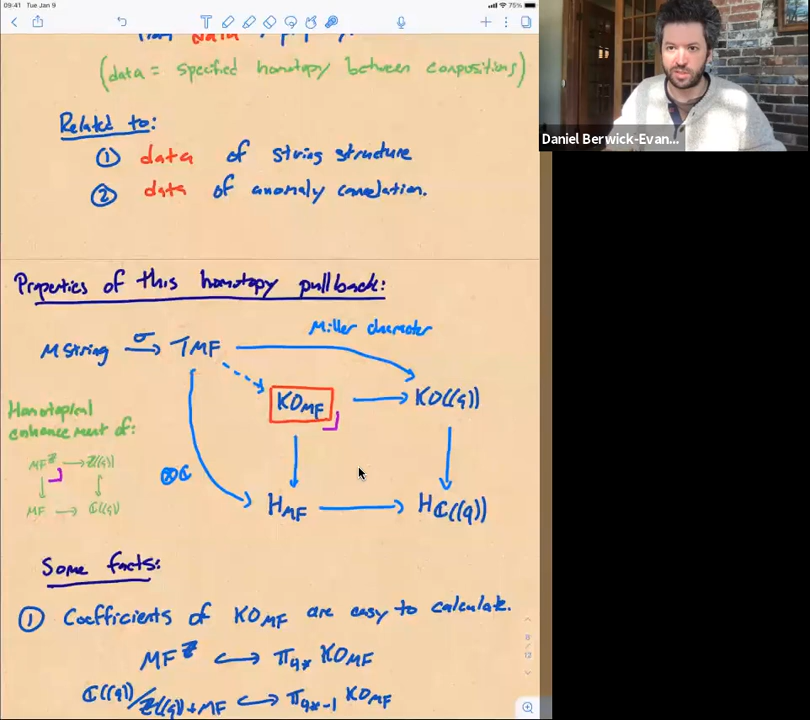 09:41 Tue Jan 9
75%
data
(data = specified homotopy between compositions)
Related to:
① data of string structure
② data of anomaly cancelation.
Daniel Berwick-Evan...
Properties of this homotopy pullback:
Miller character
MString σ→ TMF
KO_MF → KO((q))
Homotopical
enhancement of:
MF^ℤ → ℤ((q))
MF → ℂ((q))
⊗ℂ
H_MF → Hℂ((q))
Some facts:
① Coefficients of KO_MF are easy to calculate.
MF^ℤ ↔ π_4* KO_MF
ℂ((q))/ℤ((q))+MF ↔ π_4*-1 KO_MF